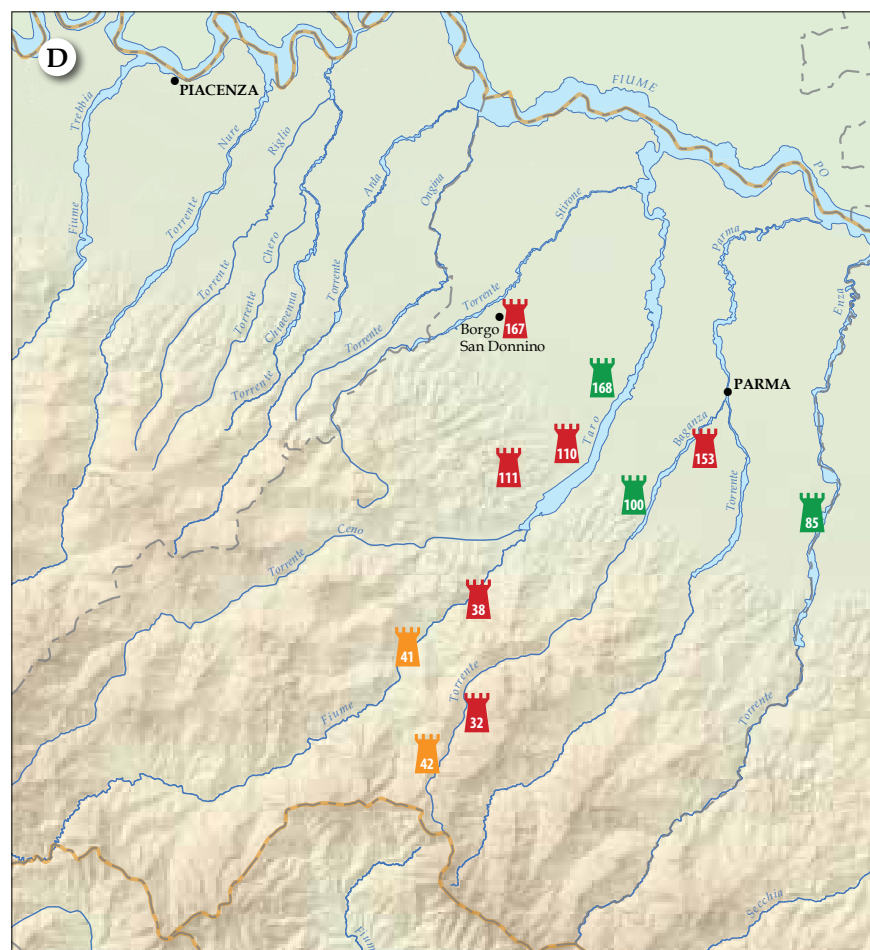 D
PIACENZA
FIUME
PO
Trebbia
Fiume
Nure
Torrente
Riglio
Torrente
Chero
Torrente
Chiavenna
Torrente
Arda
Torrente
Ongina
Torrente
Stirone
Torrente
Parma
Enza
167
Borgo
San Donnino
168
PARMA
Taro
Baganza
110
153
111
100
Torrente
85
Ceno
Torrente
38
41
Torrente
Fiume
32
Torrente
42
Secchia
Fium